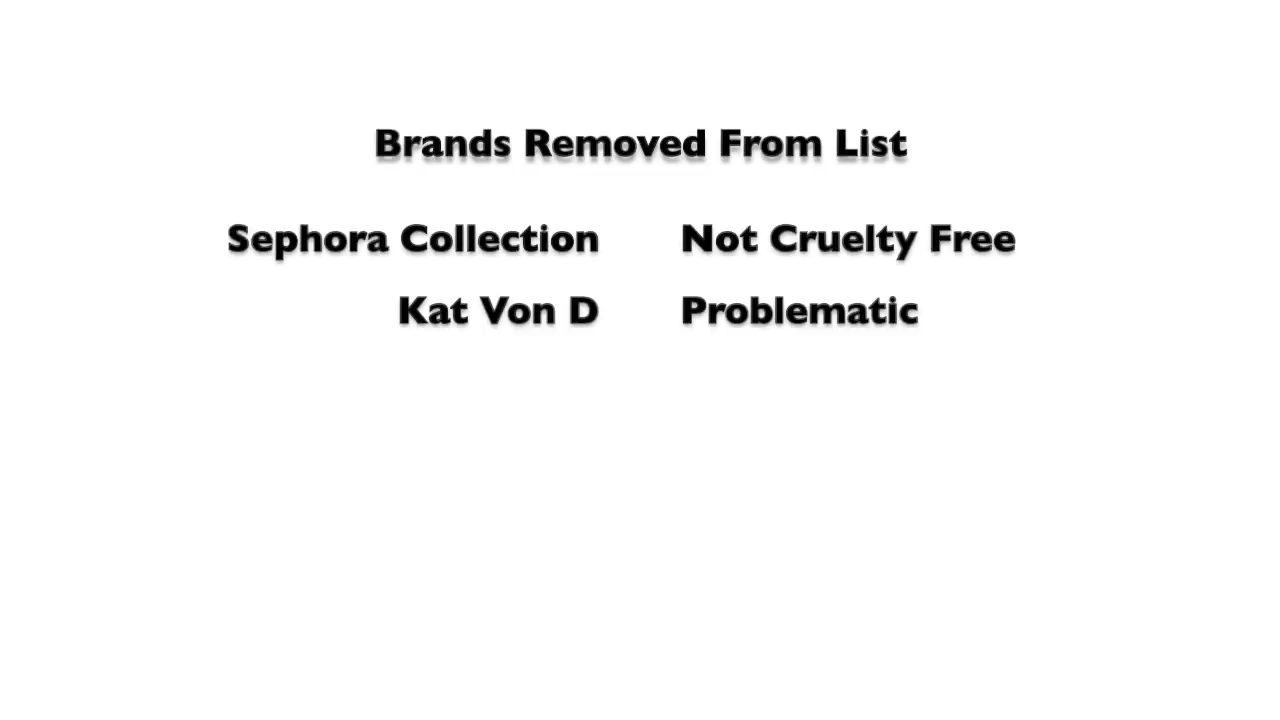 Brands Removed From List
Sephora Collection Not Cruelty Free
Kat Von D Problematic